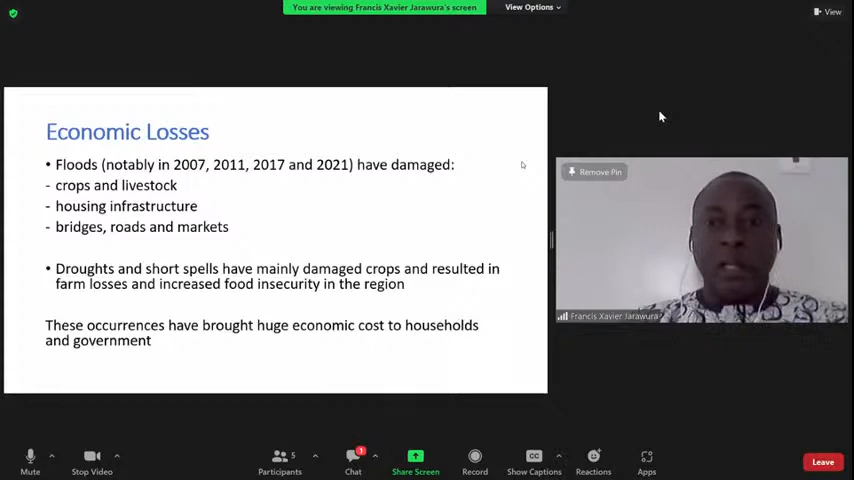 You are viewing Francis Xavier Jarawura's screen
View Options
View
Economic Losses
• Floods (notably in 2007, 2011, 2017 and 2021) have damaged:
- crops and livestock
- housing infrastructure
- bridges, roads and markets
• Droughts and short spells have mainly damaged crops and resulted in
farm losses and increased food insecurity in the region
These occurrences have brought huge economic cost to households
and government
Remove Pin
Francis Xavier Jarawura
Mute
Stop Video
5
Participants
1
Chat
Share Screen
Record
CC
Show Captions
Reactions
Apps
Leave